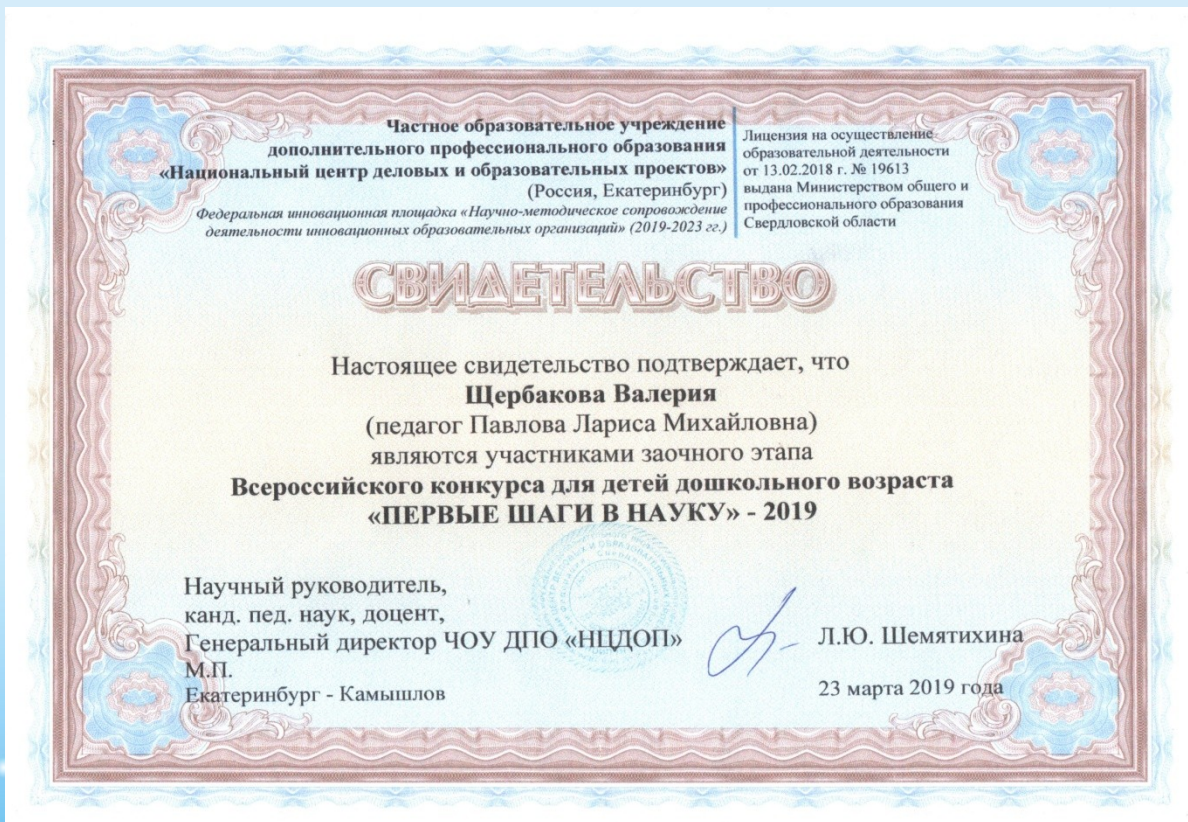 Частное образовательное учреждение
дополнительного профессионального образования
«Национальный центр деловых и образовательных проектов»
(Россия, Екатеринбург)
Федеральная инновационная площадка «Научно-методическое сопровождение
деятельности инновационных образовательных организаций» (2019-2023 гг.)
Лицензия на осуществление
образовательной деятельности
от 13.02.2018 г. № 19613
выдана Министерством общего и
профессионального образования
Свердловской области
СВИДЕТЕЛЬСТВО
Настоящее свидетельство подтверждает, что
Щербакова Валерия
(педагог Павлова Лариса Михайловна)
являются участниками заочного этапа
Всероссийского конкурса для детей дошкольного возраста
«ПЕРВЫЕ ШАГИ В НАУКУ» - 2019
Научный руководитель,
канд. пед. наук, доцент,
Генеральный директор ЧОУ ДПО «НЦДОП»
Л.Ю. Шемятихина
М.П.
Екатеринбург - Камышлов
23 марта 2019 года